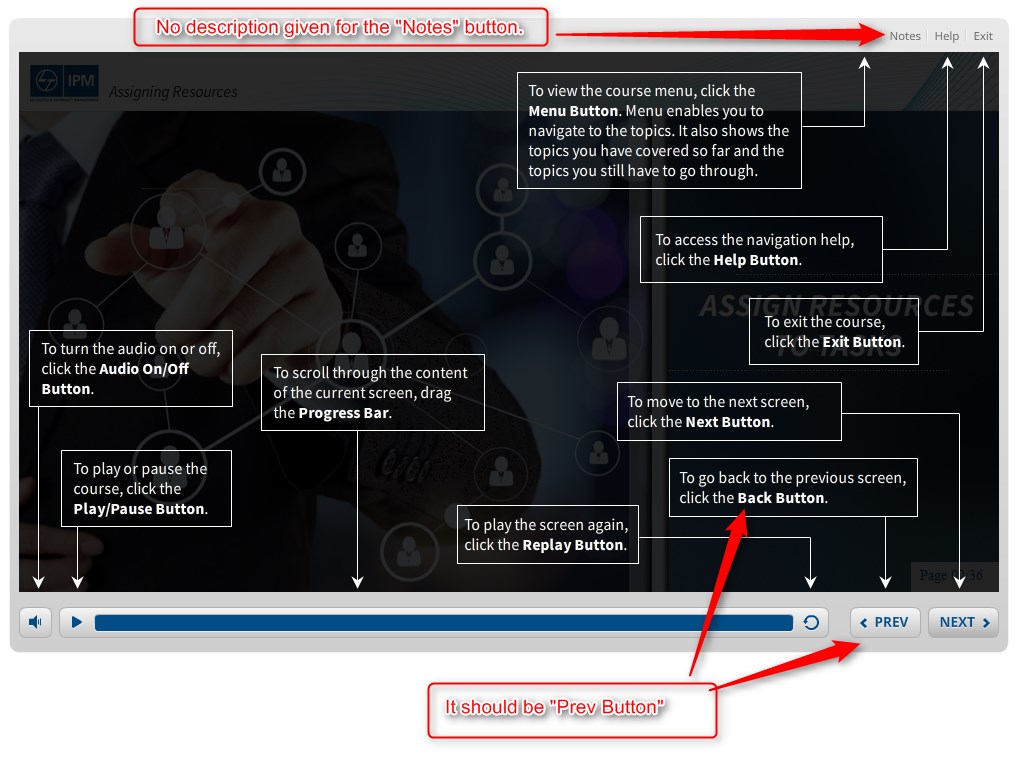 No description given for the "Notes" button.
Notes Help Exit
IPM
Assigning Resources
To view the course menu, click the
Menu Button. Menu enables you to
navigate to the topics. It also shows the
topics you have covered so far and the
topics you still have to go through.
To access the navigation help,
click the Help Button.
ASSIGN RESOURCES
TO TASKS
To exit the course,
click the Exit Button.
To turn the audio on or off,
click the Audio On/Off
Button.
To scroll through the content
of the current screen, drag
the Progress Bar.
To move to the next screen,
click the Next Button.
To play or pause the
course, click the
Play/Pause Button.
To go back to the previous screen,
click the Back Button.
To play the screen again,
click the Replay Button.
Page
PREV
NEXT
It should be "Prev Button"